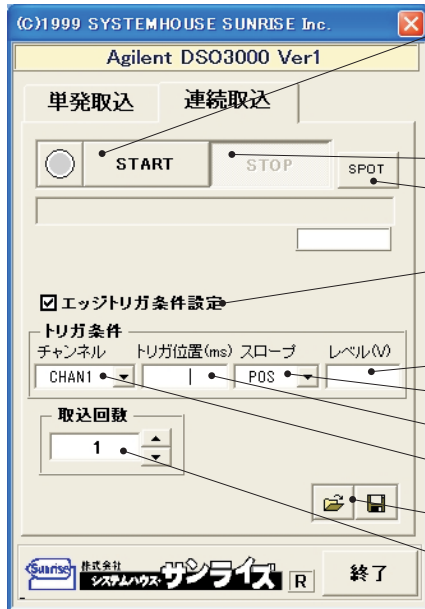 (C)1999 SYSTEMHOUSE SUNRISE Inc.
Agilent DSO3000 Ver1
単発取込 連続取込
START STOP SPOT
エッジトリガ条件設定
トリガ条件
チャンネル トリガ位置(ms) スロープ レベル(V)
CHAN1 POS
取込回数
1
Sunrise 株式会社 システムハウス・サンライズ R 終了